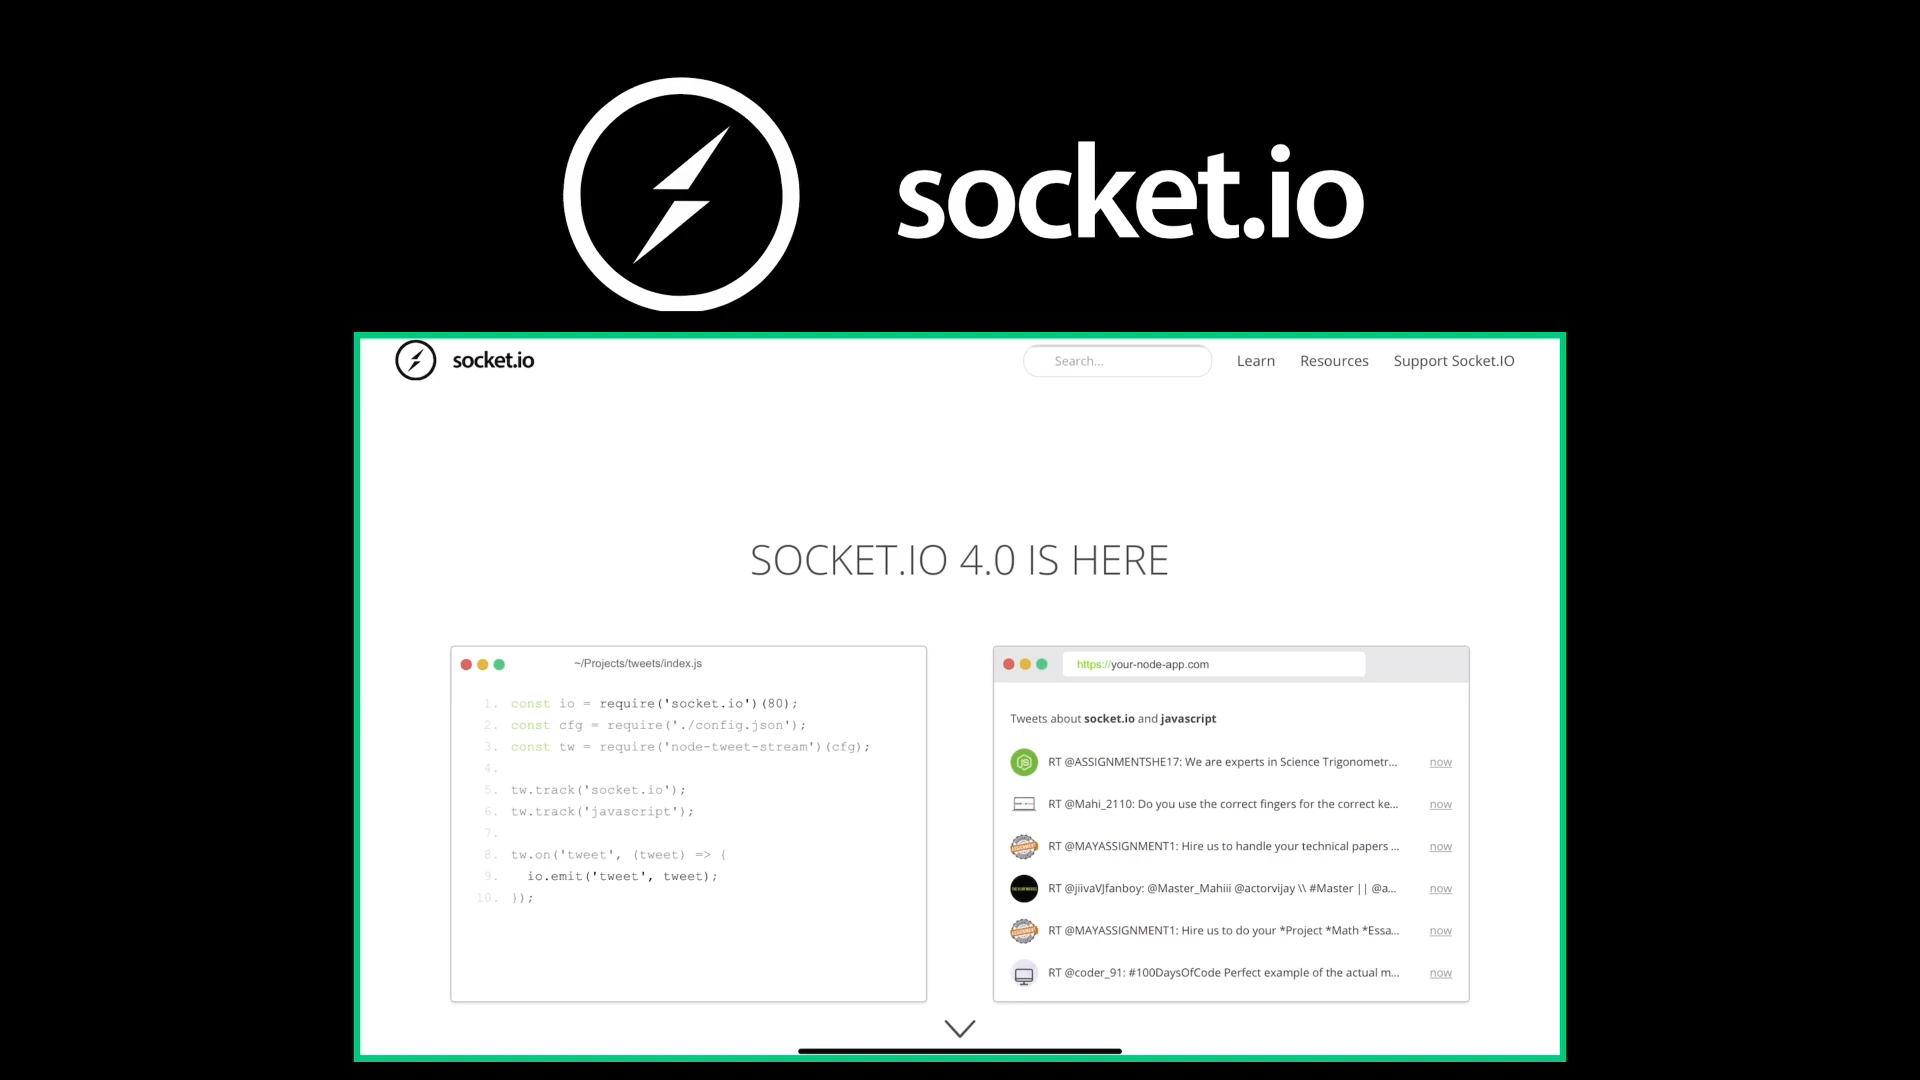 socket.io
socket.io
Search...
Learn
Resources
Support Socket.IO
SOCKET.IO 4.0 IS HERE
~/Projects/tweets/index.js
1. const io = require('socket.io')(80);
2. const cfg = require('./config.json');
3. const tw = require('node-tweet-stream')(cfg);
4.
5. tw.track('socket.io');
6. tw.track('javascript');
7.
8. tw.on('tweet', (tweet) => {
9. io.emit('tweet', tweet);
10. });
https://your-node-app.com
Tweets about socket.io and javascript
RT @ASSIGNMENTSHE17: We are experts in Science Trigonometr... now
RT @Mahi_2110: Do you use the correct fingers for the correct ke... now
RT @MAYASSIGNMENT1: Hire us to handle your technical papers ... now
RT @jiivaVJfanboy: @Master_Mahiii @actorvijay \\ #Master || @a... now
RT @MAYASSIGNMENT1: Hire us to do your *Project *Math *Essa... now
RT @coder_91: #100DaysOfCode Perfect example of the actual m... now